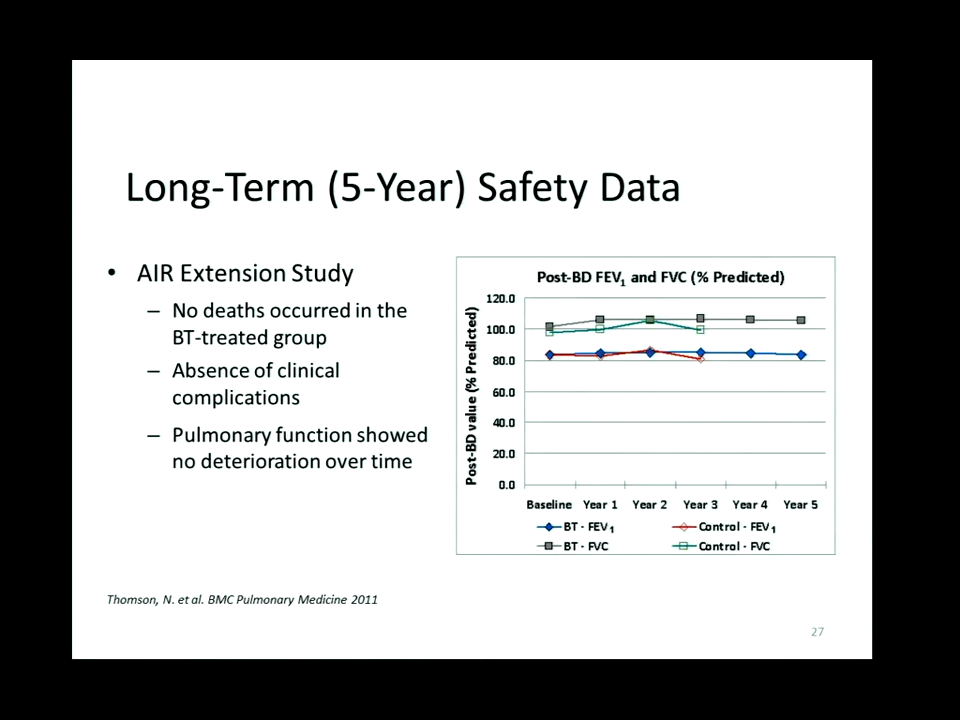 Long-Term (5-Year) Safety Data
• AIR Extension Study
– No deaths occurred in the
BT-treated group
– Absence of clinical
complications
– Pulmonary function showed
no deterioration over time
Post-BD FEV1 and FVC (% Predicted)
Post-BD value (% Predicted)
120.0
100.0
80.0
60.0
40.0
20.0
0.0
Baseline Year 1 Year 2 Year 3 Year 4 Year 5
BT - FEV1 Control - FEV1
BT - FVC Control - FVC
Thomson, N. et al. BMC Pulmonary Medicine 2011
27